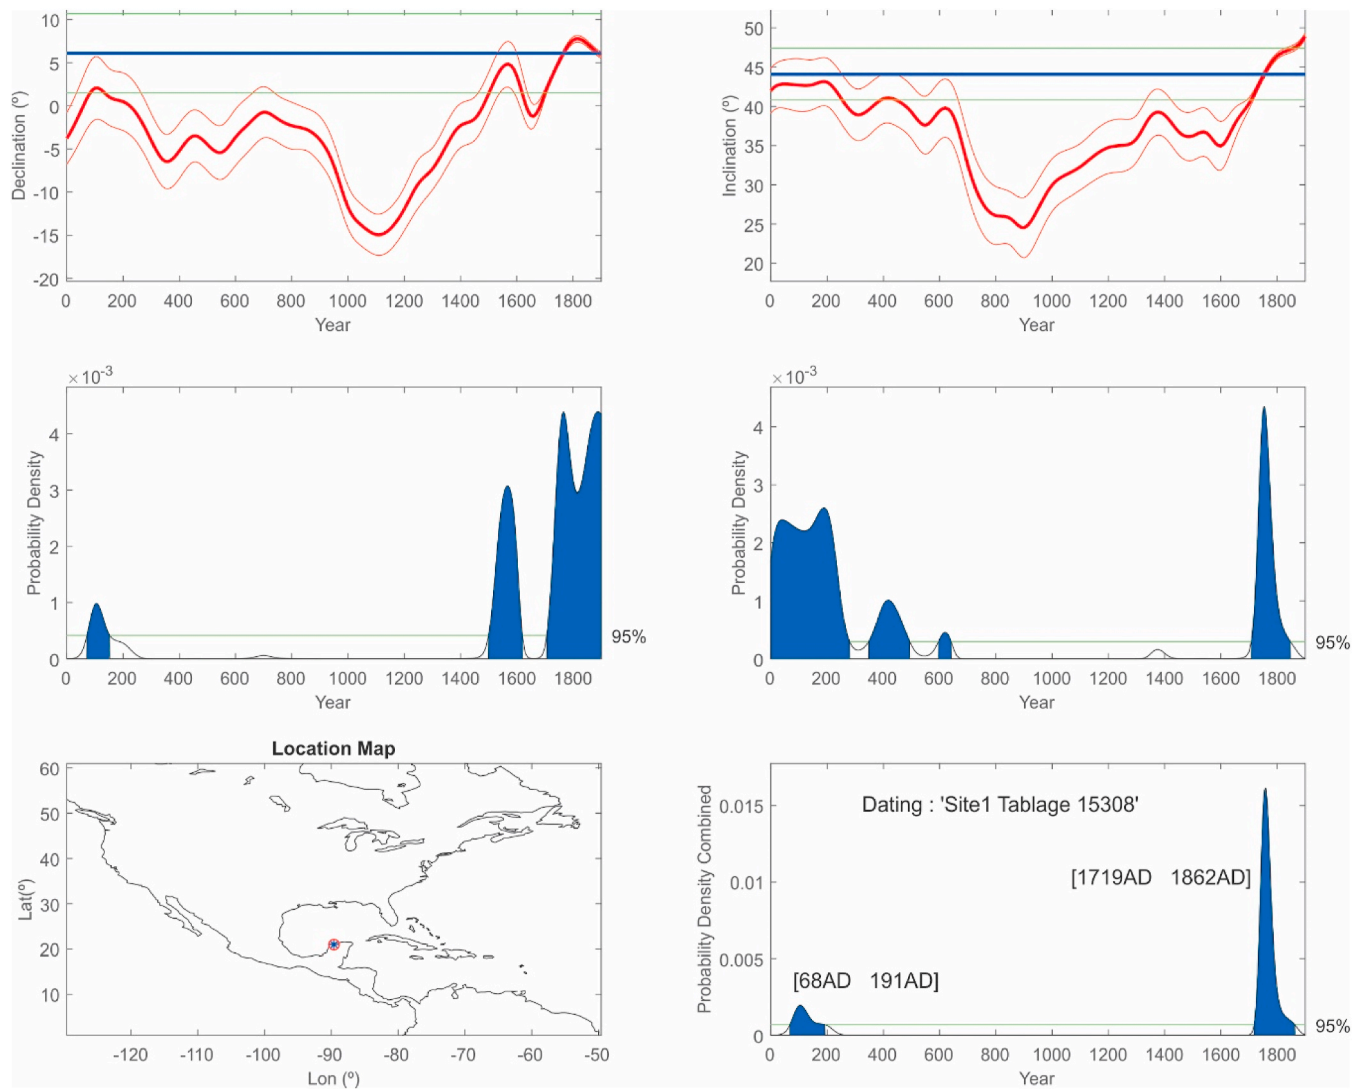 10
5
0
-5
-10
-15
-20
Declination (º)
0 200 400 600 800 1000 1200 1400 1600 1800
Year
50
45
40
35
30
25
20
Inclination (º)
0 200 400 600 800 1000 1200 1400 1600 1800
Year
×10⁻³
4
3
2
1
0
Probability Density
95%
0 200 400 600 800 1000 1200 1400 1600 1800
Year
×10⁻³
4
3
2
1
0
Probability Density
95%
0 200 400 600 800 1000 1200 1400 1600 1800
Year
Location Map
60
50
40
30
20
10
Lat(º)
-120 -110 -100 -90 -80 -70 -60 -50
Lon (º)
Dating : 'Site1 Tablage 15308'
0.015
0.01
0.005
0
Probability Density Combined
[1719AD 1862AD]
[68AD 191AD]
95%
0 200 400 600 800 1000 1200 1400 1600 1800
Year